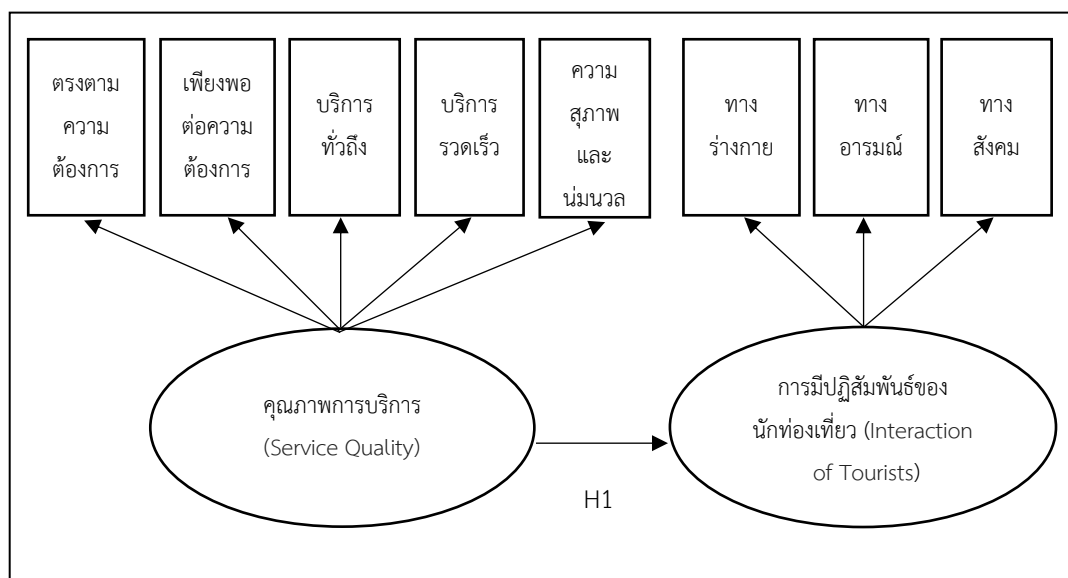 ตรงตาม
ความ
ต้องการ
เพียงพอ
ต่อความ
ต้องการ
บริการ
ทั่วถึง
บริการ
รวดเร็ว
ความ
สุภาพ
และ
น่มนวล
ทาง
ร่างกาย
ทาง
อารมณ์
ทาง
สังคม
คุณภาพการบริการ
(Service Quality)
H1
การมีปฏิสัมพันธ์ของ
นักท่องเที่ยว (Interaction
of Tourists)